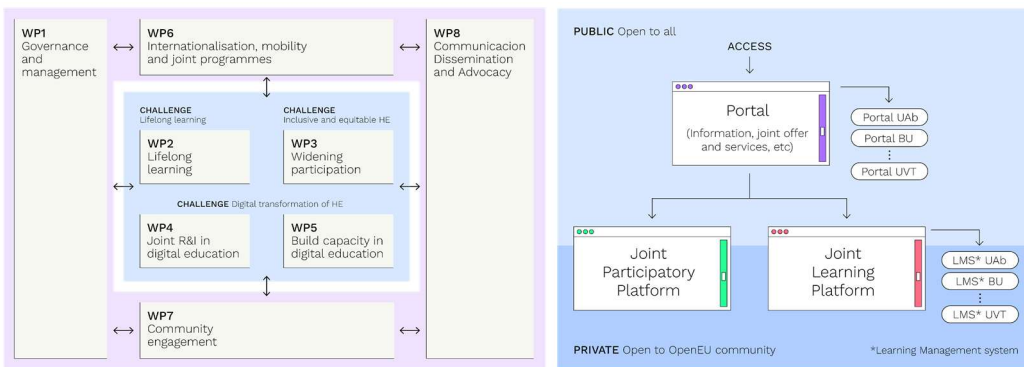 WP1
Governance
and
management
WP6
Internationalisation, mobility
and joint programmes
WP8
Communicacion
Dissemination
and Advocacy
CHALLENGE
Lifelong learning
CHALLENGE
Inclusive and equitable HE
WP2
Lifelong
learning
WP3
Widening
participation
CHALLENGE Digital transformation of HE
WP4
Joint R&I in
digital education
WP5
Build capacity in
digital education
WP7
Community
engagement
PUBLIC Open to all
ACCESS
Portal
(Information, joint offer
and services, etc)
Portal UAb
Portal BU
Portal UVT
Joint
Participatory
Platform
Joint
Learning
Platform
LMS* UAb
LMS* BU
LMS* UVT
PRIVATE Open to OpenEU community
*Learning Management system